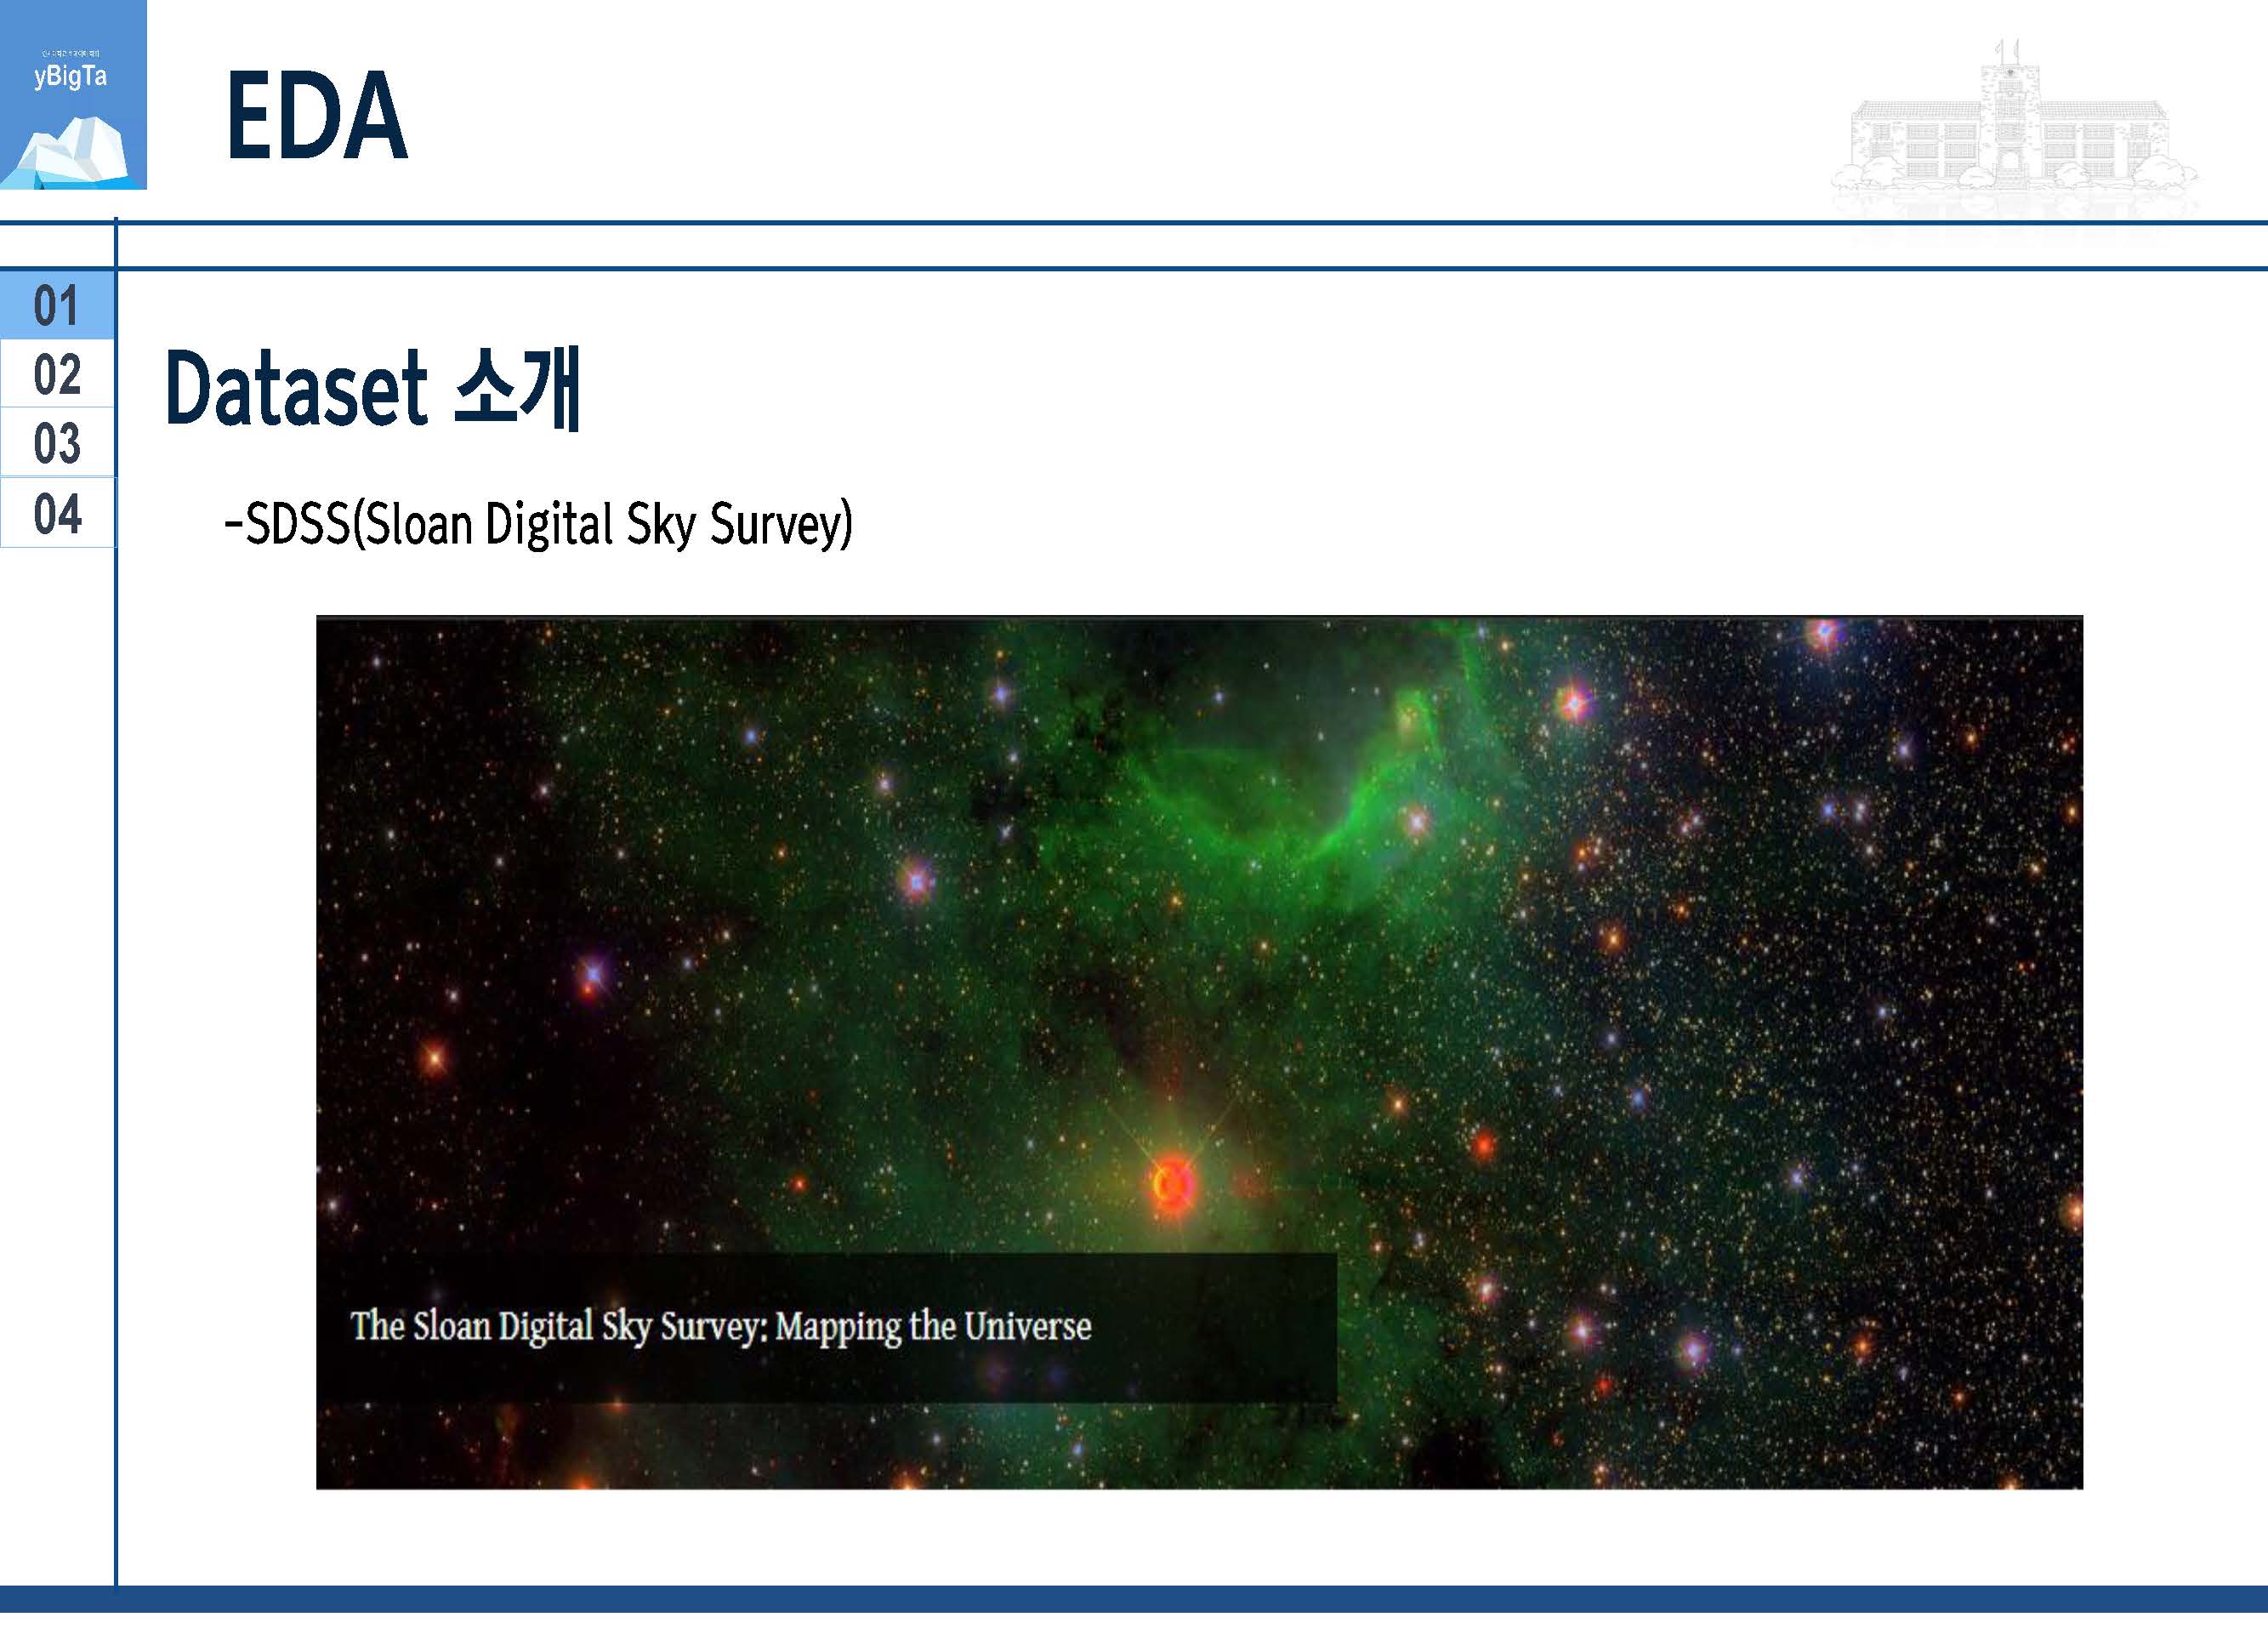 yBigTa
EDA
01
02
03
04
Dataset 소개
-SDSS(Sloan Digital Sky Survey)
The Sloan Digital Sky Survey: Mapping the Universe